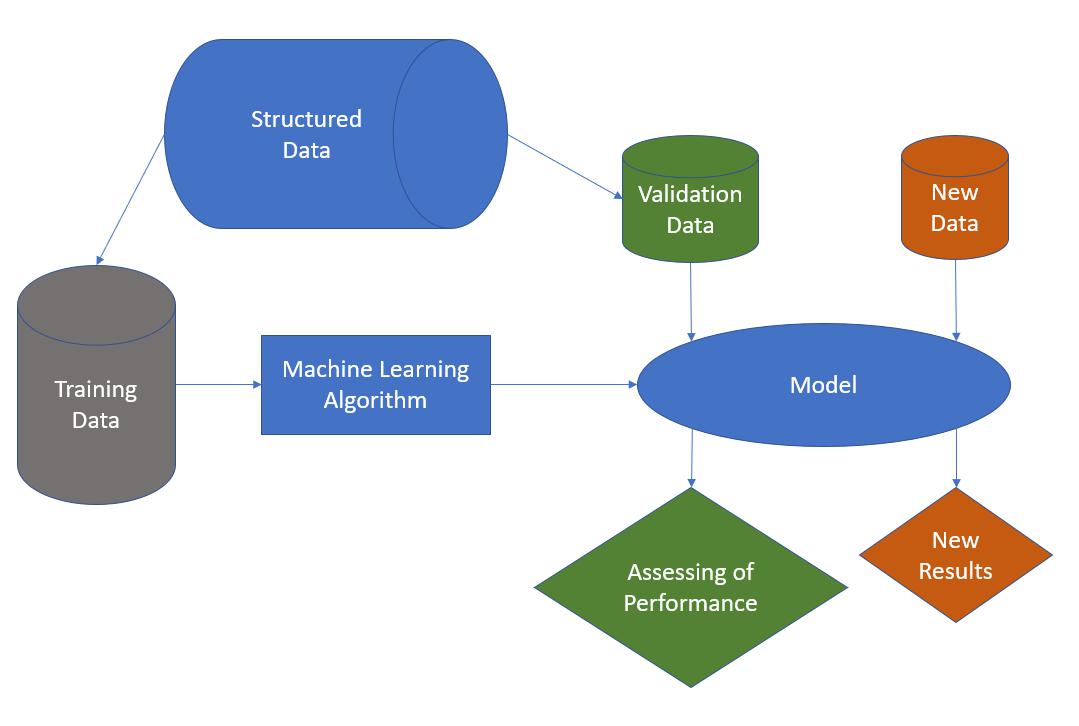 Structured
Data
Validation
Data
New
Data
Training
Data
Machine Learning
Algorithm
Model
Assessing of
Performance
New
Results